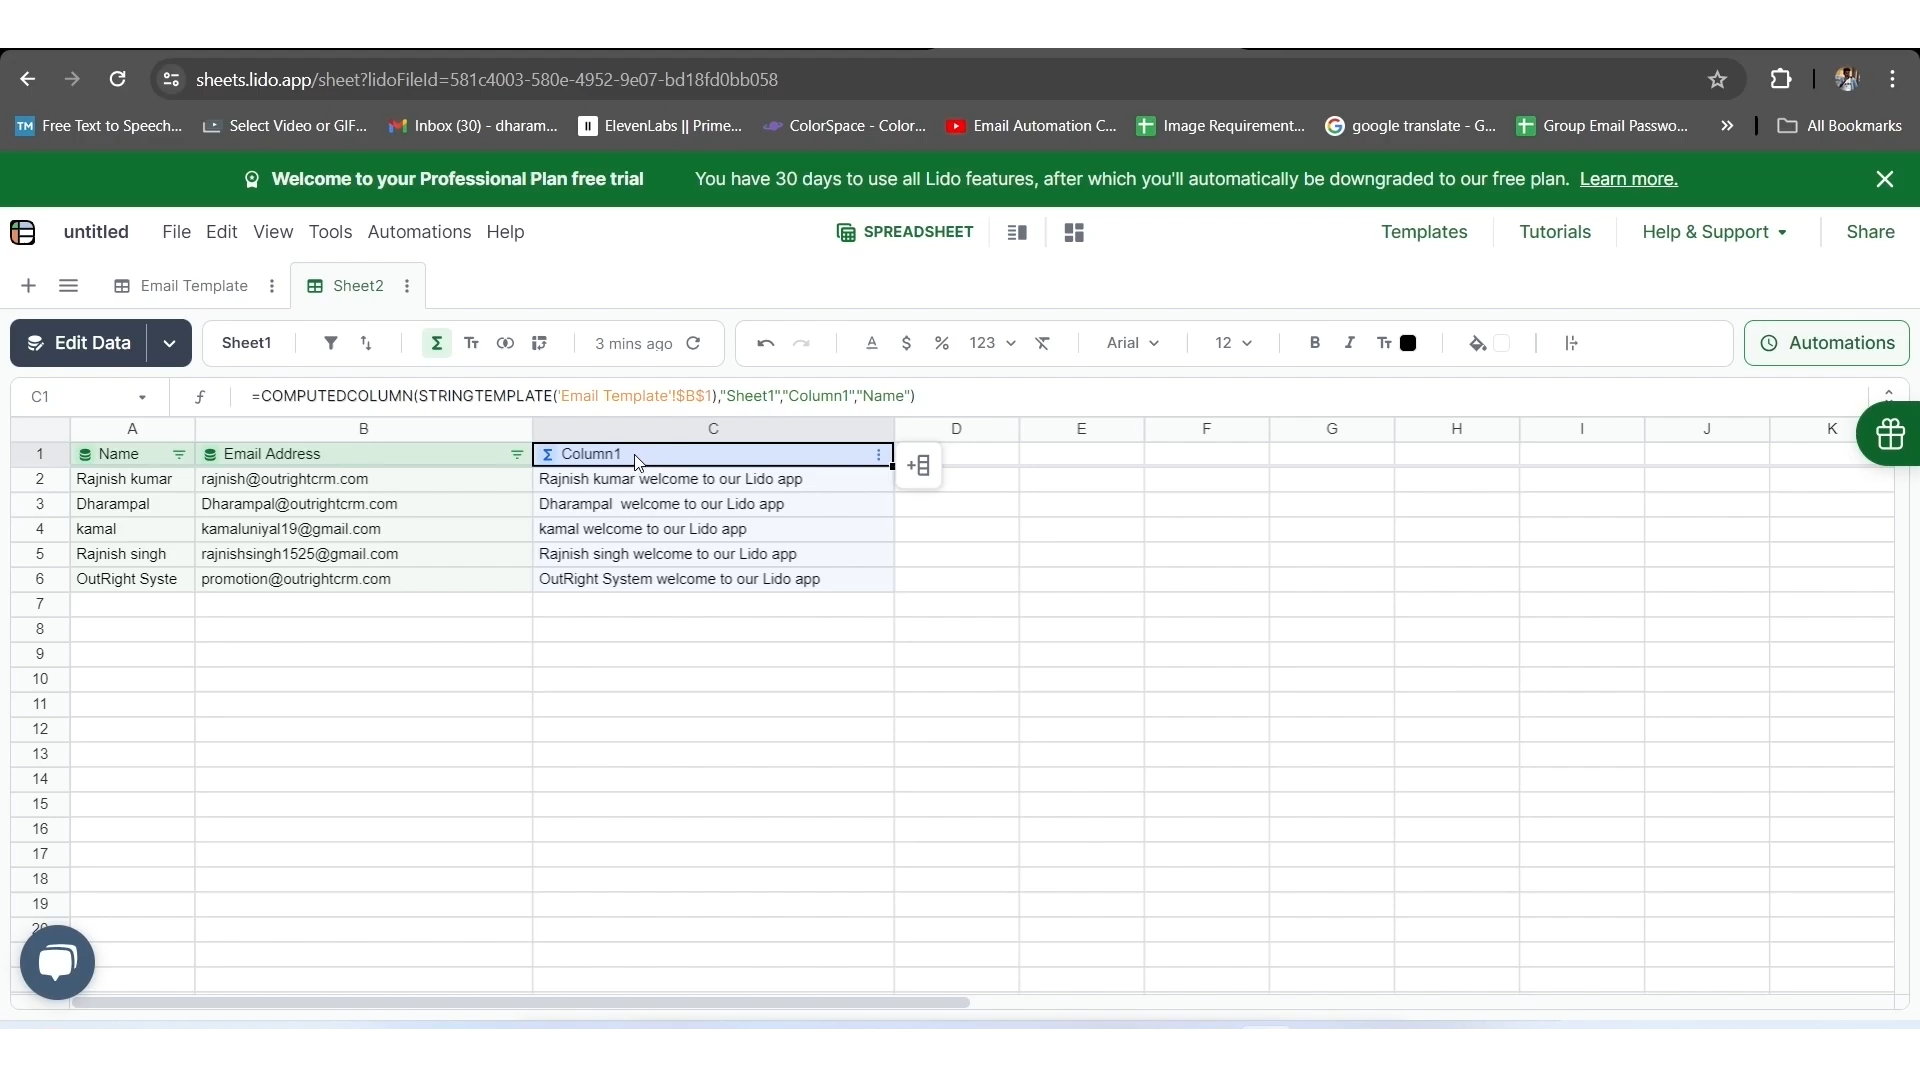 sheets.lido.app/sheet?lidoFileId=581c4003-580e-4952-9e07-bd18fd0bb058
TM Free Text to Speech... Select Video or GIF... Inbox (30) - dharam... ElevenLabs || Prime... ColorSpace - Color... Email Automation C... Image Requirement... google translate - G... Group Email Passwo... » All Bookmarks
Welcome to your Professional Plan free trial You have 30 days to use all Lido features, after which you'll automatically be downgraded to our free plan. Learn more.
untitled File Edit View Tools Automations Help SPREADSHEET Templates Tutorials Help & Support Share
Email Template Sheet2
Edit Data Sheet1 Σ Tт 3 mins ago A $ % 123 Arial 12 B I Tт Automations
C1 f =COMPUTEDCOLUMN(STRINGTEMPLATE('Email Template'!$B$1),"Sheet1","Column1","Name")
A B C D E F G H I J K
1 Name Email Address Σ Column1
2 Rajnish kumar rajnish@outrightcrm.com Rajnish kumar welcome to our Lido app
3 Dharampal Dharampal@outrightcrm.com Dharampal  welcome to our Lido app
4 kamal kamaluniyal19@gmail.com kamal welcome to our Lido app
5 Rajnish singh rajnishsingh1525@gmail.com Rajnish singh welcome to our Lido app
6 OutRight Syste promotion@outrightcrm.com OutRight System welcome to our Lido app
7
8
9
10
11
12
13
14
15
16
17
18
19